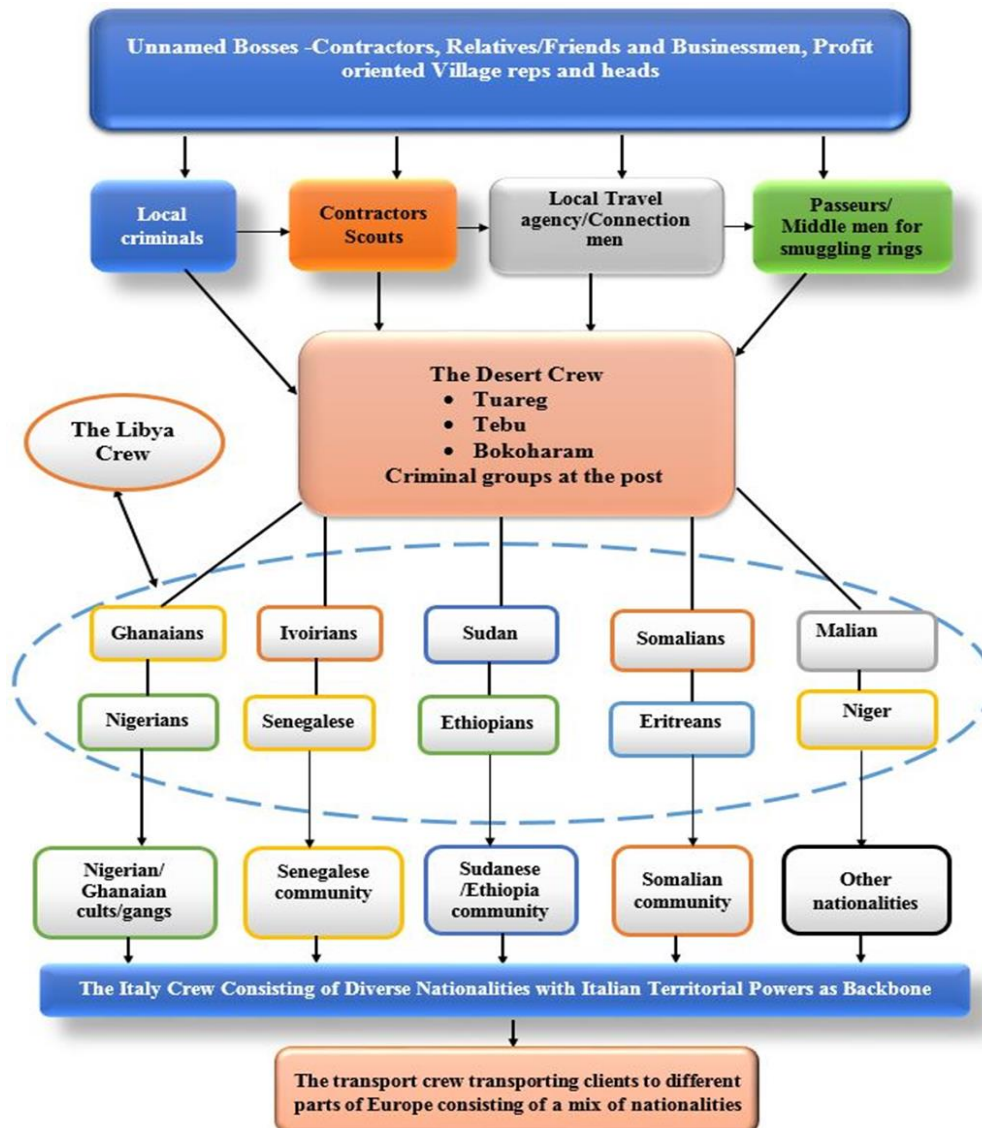 Unnamed Bosses -Contractors, Relatives/Friends and Businessmen, Profit
oriented Village reps and heads
Local
criminals
Contractors
Scouts
Local Travel
agency/Connection
men
Passeurs/
Middle men for
smuggling rings
The Desert Crew
• Tuareg
• Tebu
• Bokoharam
Criminal groups at the post
The Libya
Crew
Ghanaians
Ivoirians
Sudan
Somalians
Malian
Nigerians
Senegalese
Ethiopians
Eritreans
Niger
Nigerian/
Ghanaian
cults/gangs
Senegalese
community
Sudanese
/Ethiopia
community
Somalian
community
Other
nationalities
The Italy Crew Consisting of Diverse Nationalities with Italian Territorial Powers as Backbone
The transport crew transporting clients to different
parts of Europe consisting of a mix of nationalities